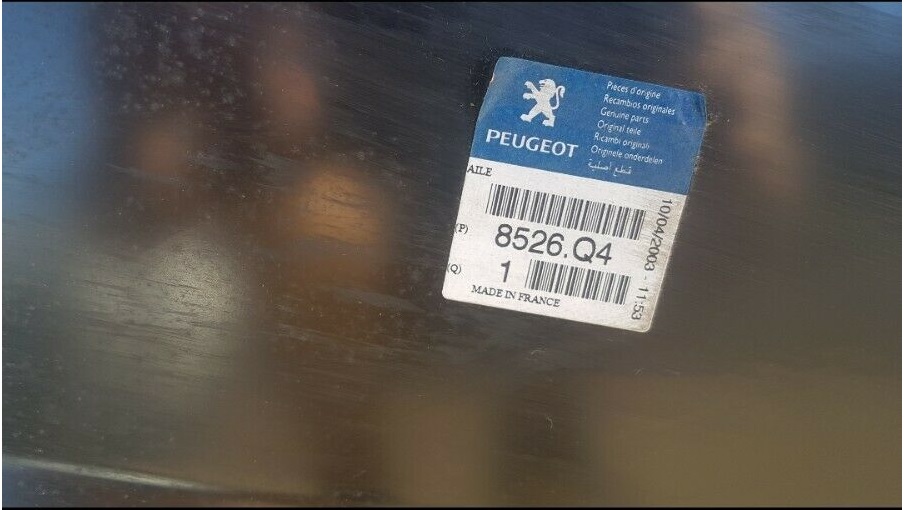 Pièces d'origine
Recambios originales
Genuine parts
Original teile
Ricambi originali
Originele onderdelen
قطع أصلية
PEUGEOT
AILE
(P) 8526.Q4
(Q) 1
MADE IN FRANCE
10/04/2003 - 11:53